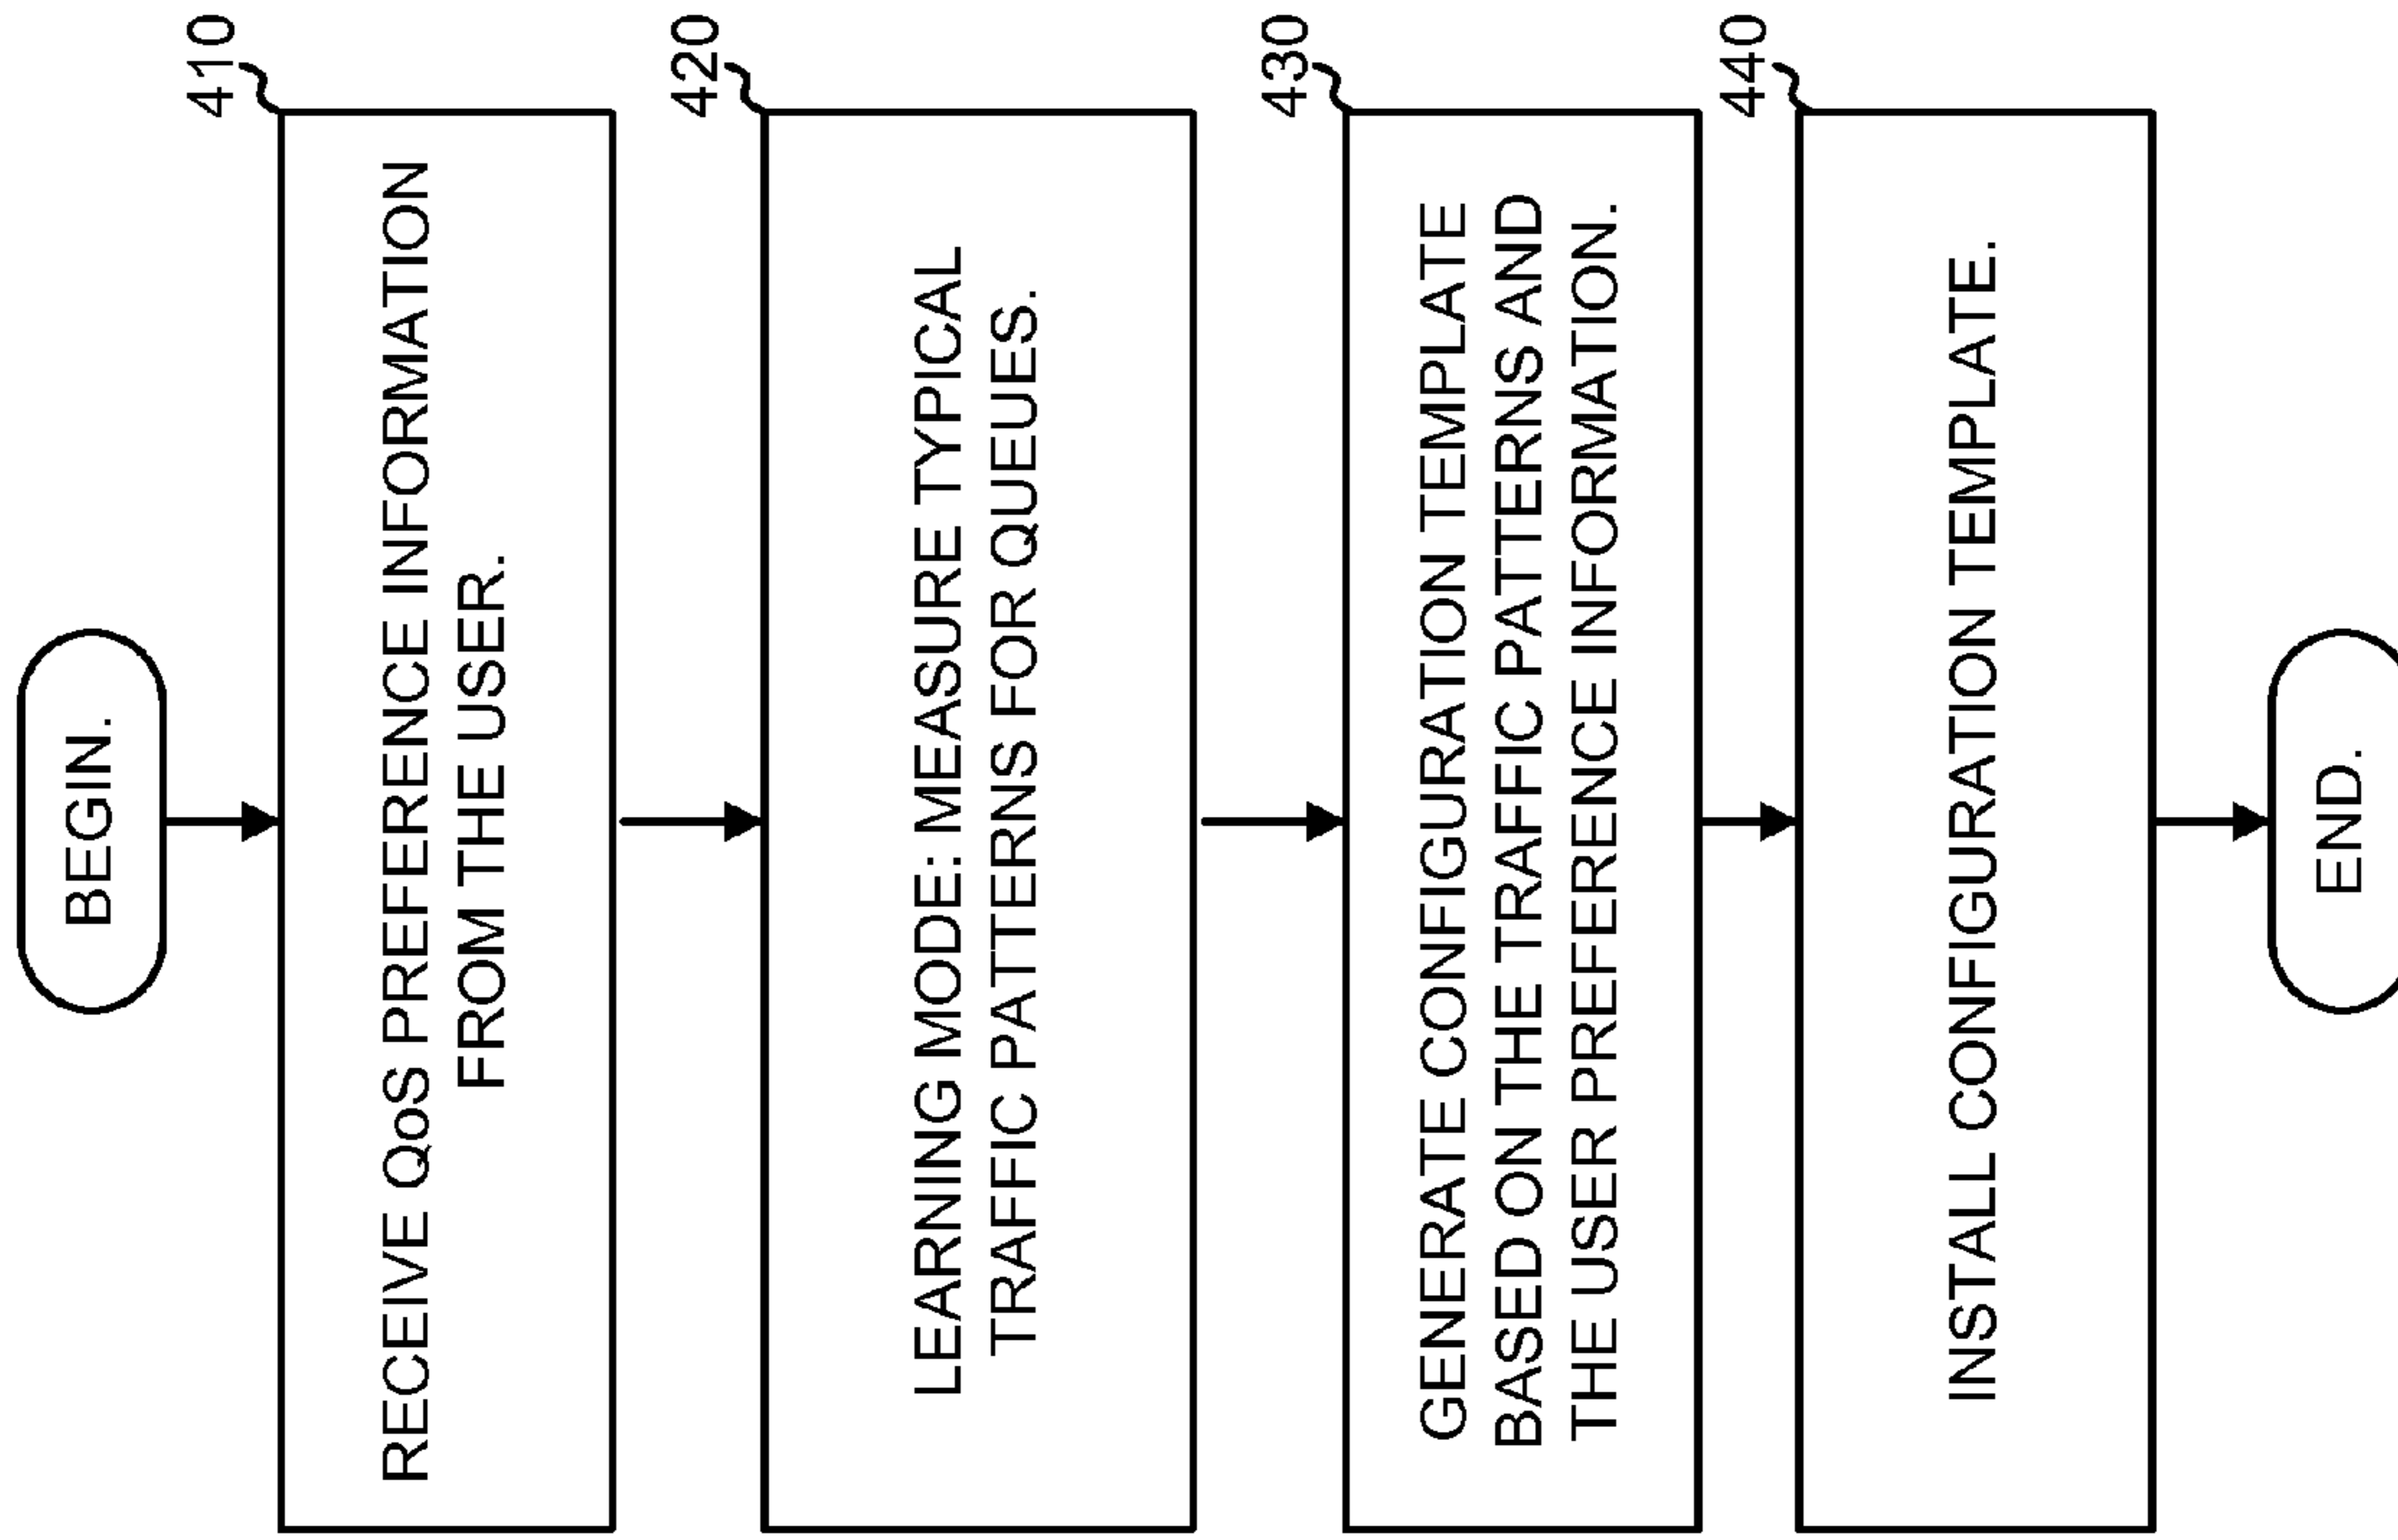 BEGIN.
410
RECEIVE QoS PREFERENCE INFORMATION
FROM THE USER.
420
LEARNING MODE: MEASURE TYPICAL
TRAFFIC PATTERNS FOR QUEUES.
430
GENERATE CONFIGURATION TEMPLATE
BASED ON THE TRAFFIC PATTERNS AND
THE USER PREFERENCE INFORMATION.
440
INSTALL CONFIGURATION TEMPLATE.
END.